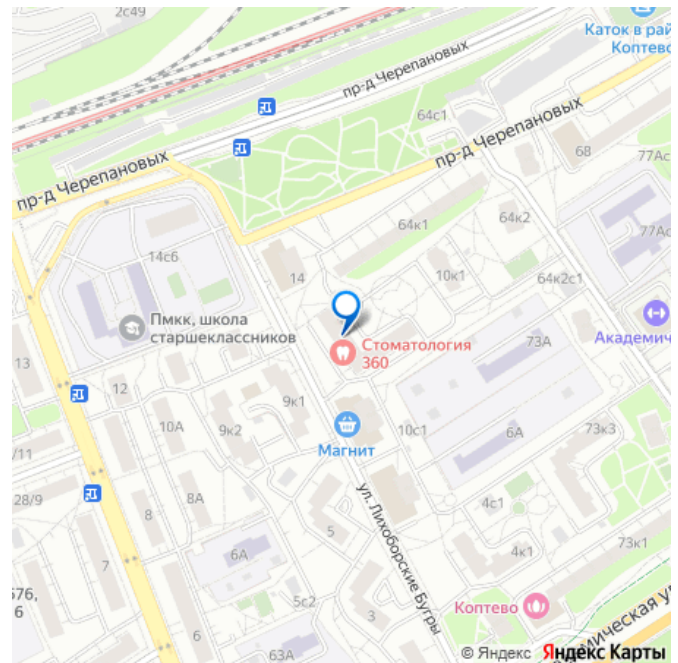 2с49
Каток в рай
Коптево
пр-д Черепановых
64с1
пр-д Черепановых
68
77Ас
пр-д Черепановых
64к1
64к2
77Ас
14с6
14
10к1
64к2с1
Пмкк, школа
старшеклассников
Стоматология
360
73А
Академич
13
12
9к1
10А
9к2
Магнит
10с1
6А
73к3
/11
28/9
8А
8
5
4с1
ул. Лихоборские Бугры
6А
7
4к1
73к1
576,
6
5с2
3
Коптево
6
63А
© Яндекс
Яндекс Карты